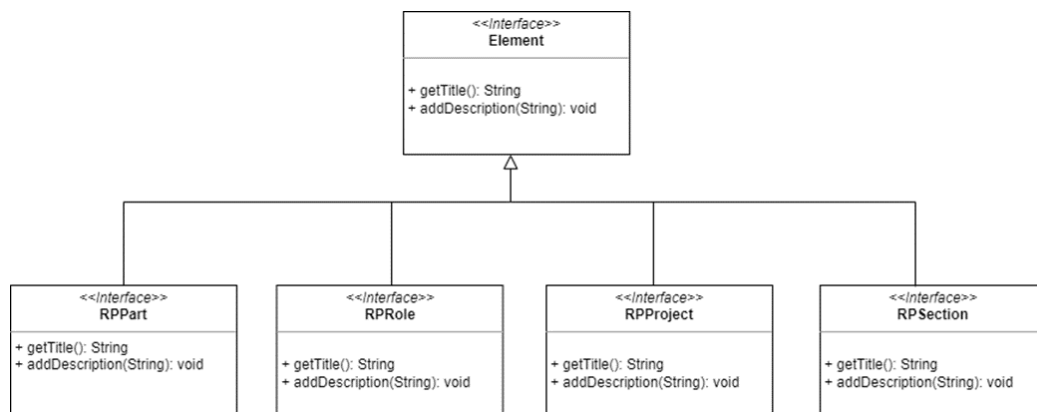 <<Interface>>
Element
+ getTitle(): String
+ addDescription(String): void
<<Interface>>
RPPart
+ getTitle(): String
+ addDescription(String): void
<<Interface>>
RPRole
+ getTitle(): String
+ addDescription(String): void
<<Interface>>
RPProject
+ getTitle(): String
+ addDescription(String): void
<<Interface>>
RPSection
+ getTitle(): String
+ addDescription(String): void